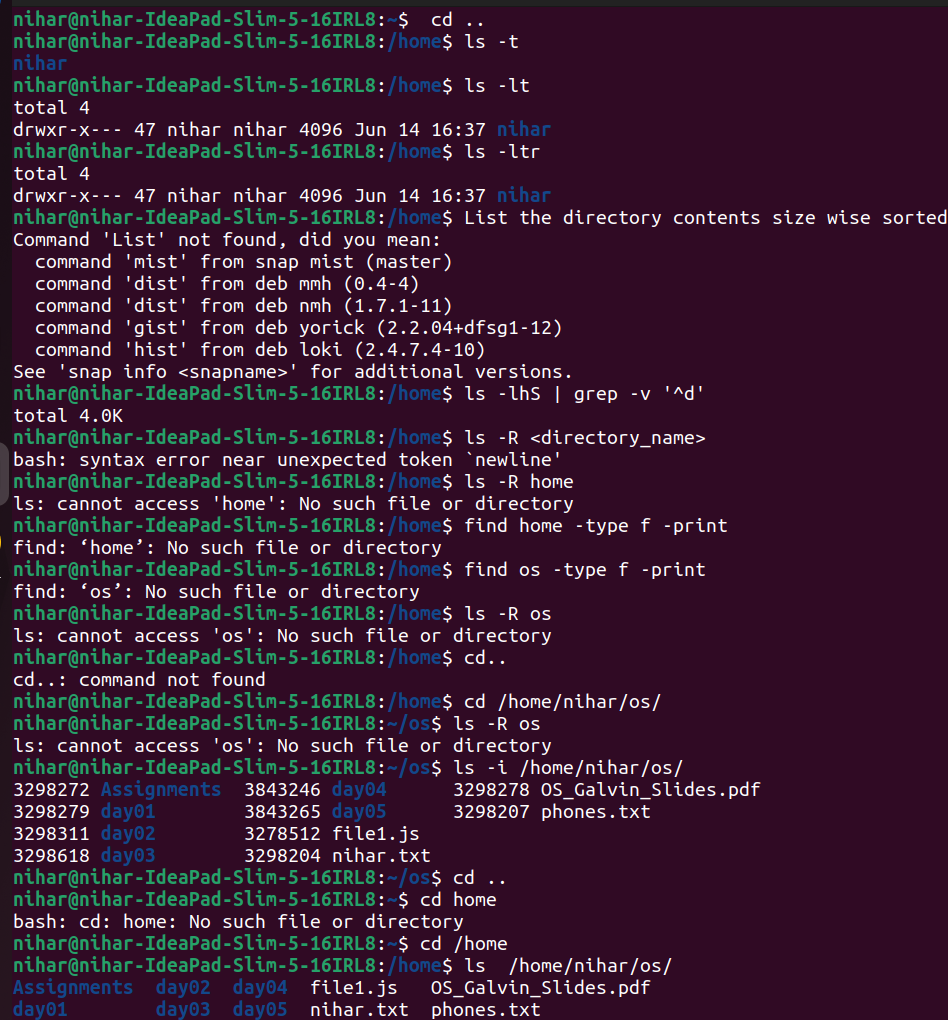 nihar@nihar-IdeaPad-Slim-5-16IRL8:~$  cd ..
nihar@nihar-IdeaPad-Slim-5-16IRL8:/home$ ls -t
nihar
nihar@nihar-IdeaPad-Slim-5-16IRL8:/home$ ls -lt
total 4
drwxr-x--- 47 nihar nihar 4096 Jun 14 16:37 nihar
nihar@nihar-IdeaPad-Slim-5-16IRL8:/home$ ls -ltr
total 4
drwxr-x--- 47 nihar nihar 4096 Jun 14 16:37 nihar
nihar@nihar-IdeaPad-Slim-5-16IRL8:/home$ List the directory contents size wise sorted
Command 'List' not found, did you mean:
  command 'mist' from snap mist (master)
  command 'dist' from deb mmh (0.4-4)
  command 'dist' from deb nmh (1.7.1-11)
  command 'gist' from deb yorick (2.2.04+dfsg1-12)
  command 'hist' from deb loki (2.4.7.4-10)
See 'snap info <snapname>' for additional versions.
nihar@nihar-IdeaPad-Slim-5-16IRL8:/home$ ls -lhS | grep -v '^d'
total 4.0K
nihar@nihar-IdeaPad-Slim-5-16IRL8:/home$ ls -R <directory_name>
bash: syntax error near unexpected token `newline'
nihar@nihar-IdeaPad-Slim-5-16IRL8:/home$ ls -R home
ls: cannot access 'home': No such file or directory
nihar@nihar-IdeaPad-Slim-5-16IRL8:/home$ find home -type f -print
find: ‘home’: No such file or directory
nihar@nihar-IdeaPad-Slim-5-16IRL8:/home$ find os -type f -print
find: ‘os’: No such file or directory
nihar@nihar-IdeaPad-Slim-5-16IRL8:/home$ ls -R os
ls: cannot access 'os': No such file or directory
nihar@nihar-IdeaPad-Slim-5-16IRL8:/home$ cd..
cd..: command not found
nihar@nihar-IdeaPad-Slim-5-16IRL8:/home$ cd /home/nihar/os/
nihar@nihar-IdeaPad-Slim-5-16IRL8:~/os$ ls -R os
ls: cannot access 'os': No such file or directory
nihar@nihar-IdeaPad-Slim-5-16IRL8:~/os$ ls -i /home/nihar/os/
3298272 Assignments  3843246 day04      3298278 OS_Galvin_Slides.pdf
3298279 day01        3843265 day05      3298207 phones.txt
3298311 day02        3278512 file1.js
3298618 day03        3298204 nihar.txt
nihar@nihar-IdeaPad-Slim-5-16IRL8:~/os$ cd ..
nihar@nihar-IdeaPad-Slim-5-16IRL8:~$ cd home
bash: cd: home: No such file or directory
nihar@nihar-IdeaPad-Slim-5-16IRL8:~$ cd /home
nihar@nihar-IdeaPad-Slim-5-16IRL8:/home$ ls  /home/nihar/os/
Assignments  day02  day04  file1.js   OS_Galvin_Slides.pdf
day01        day03  day05  nihar.txt  phones.txt